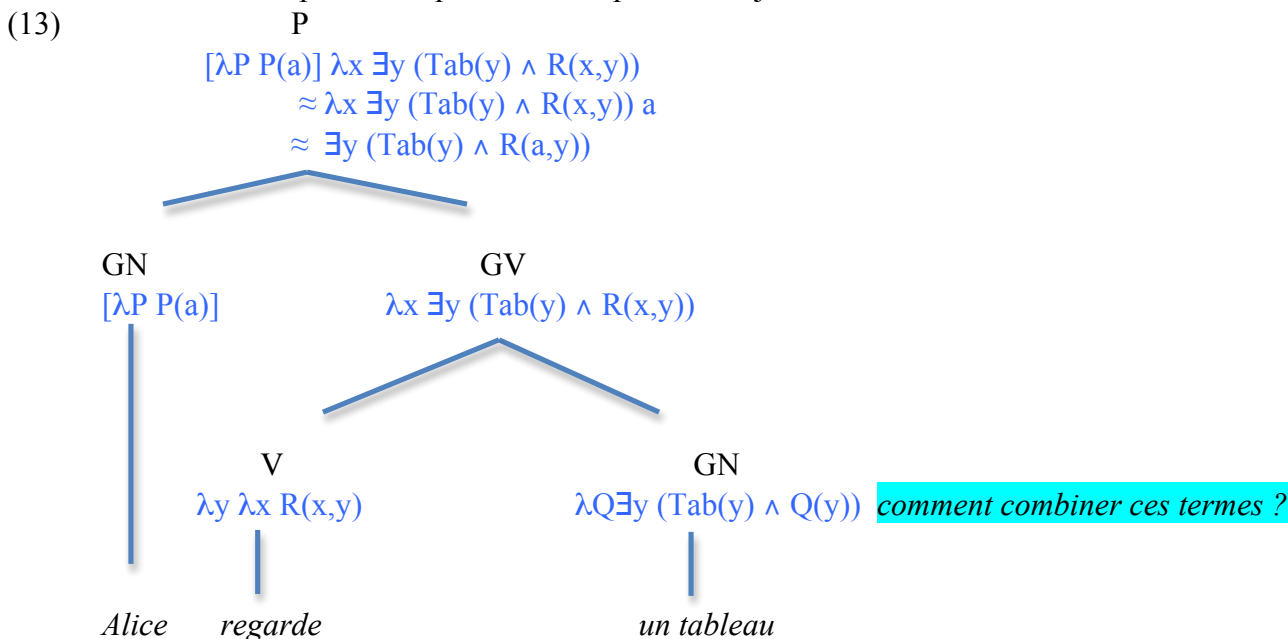 (13) P
[λP P(a)] λx ∃y (Tab(y) ∧ R(x,y))
≈ λx ∃y (Tab(y) ∧ R(x,y)) a
≈ ∃y (Tab(y) ∧ R(a,y))
GN GV
[λP P(a)] λx ∃y (Tab(y) ∧ R(x,y))
V GN
λy λx R(x,y) λQ∃y (Tab(y) ∧ Q(y)) comment combiner ces termes ?
Alice regarde un tableau